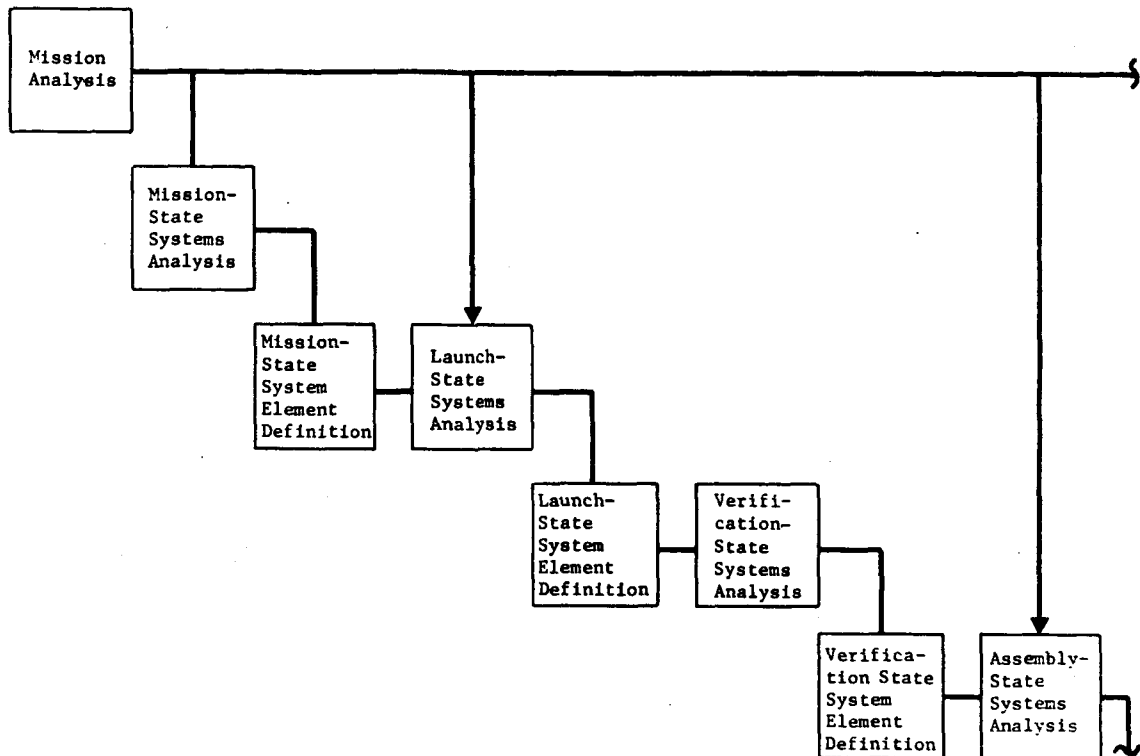 Mission
Analysis
Mission-
State
Systems
Analysis
Mission-
State
System
Element
Definition
Launch-
State
Systems
Analysis
Launch-
State
System
Element
Definition
Verifi-
cation-
State
Systems
Analysis
Verifica-
tion State
System
Element
Definition
Assembly-
State
Systems
Analysis